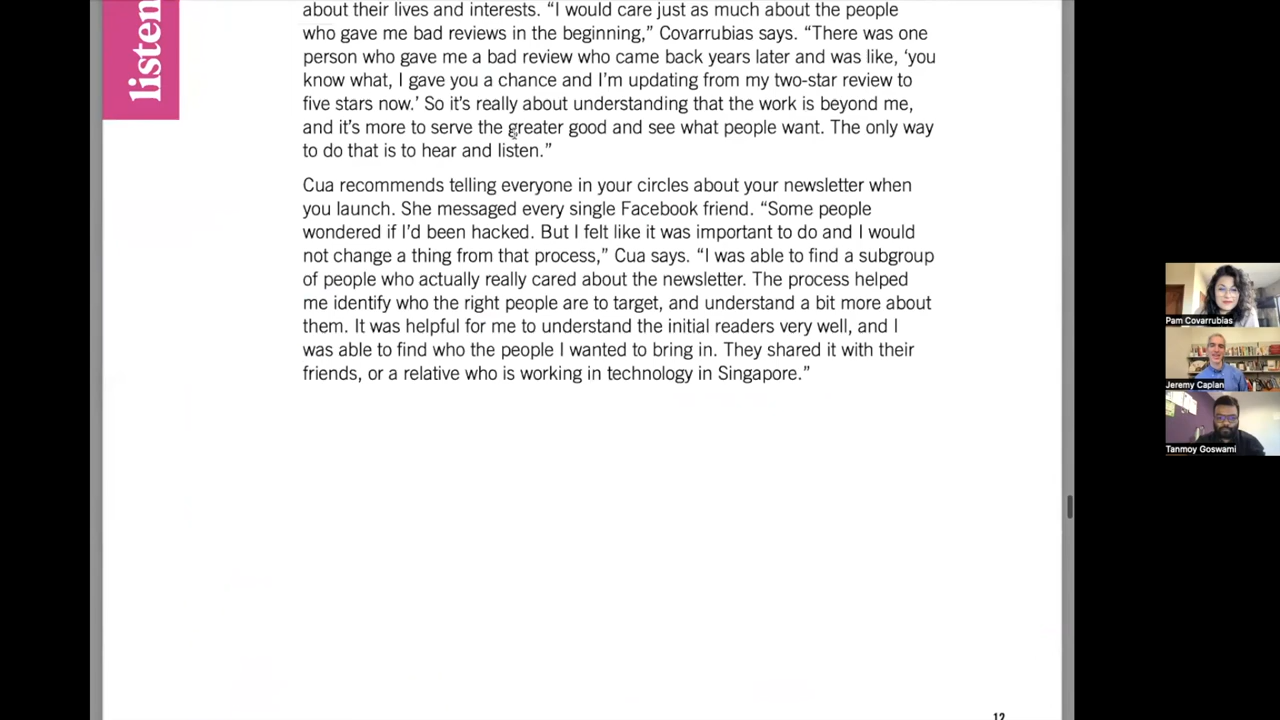 listen
about their lives and interests. “I would care just as much about the people
who gave me bad reviews in the beginning,” Covarrubias says. “There was one
person who gave me a bad review who came back years later and was like, ‘you
know what, I gave you a chance and I’m updating from my two-star review to
five stars now.’ So it’s really about understanding that the work is beyond me,
and it’s more to serve the greater good and see what people want. The only way
to do that is to hear and listen.”
Cua recommends telling everyone in your circles about your newsletter when
you launch. She messaged every single Facebook friend. “Some people
wondered if I’d been hacked. But I felt like it was important to do and I would
not change a thing from that process,” Cua says. “I was able to find a subgroup
of people who actually really cared about the newsletter. The process helped
me identify who the right people are to target, and understand a bit more about
them. It was helpful for me to understand the initial readers very well, and I
was able to find who the people I wanted to bring in. They shared it with their
friends, or a relative who is working in technology in Singapore.”
12
Pam Covarrubias
Jeremy Caplan
Tanmoy Goswami